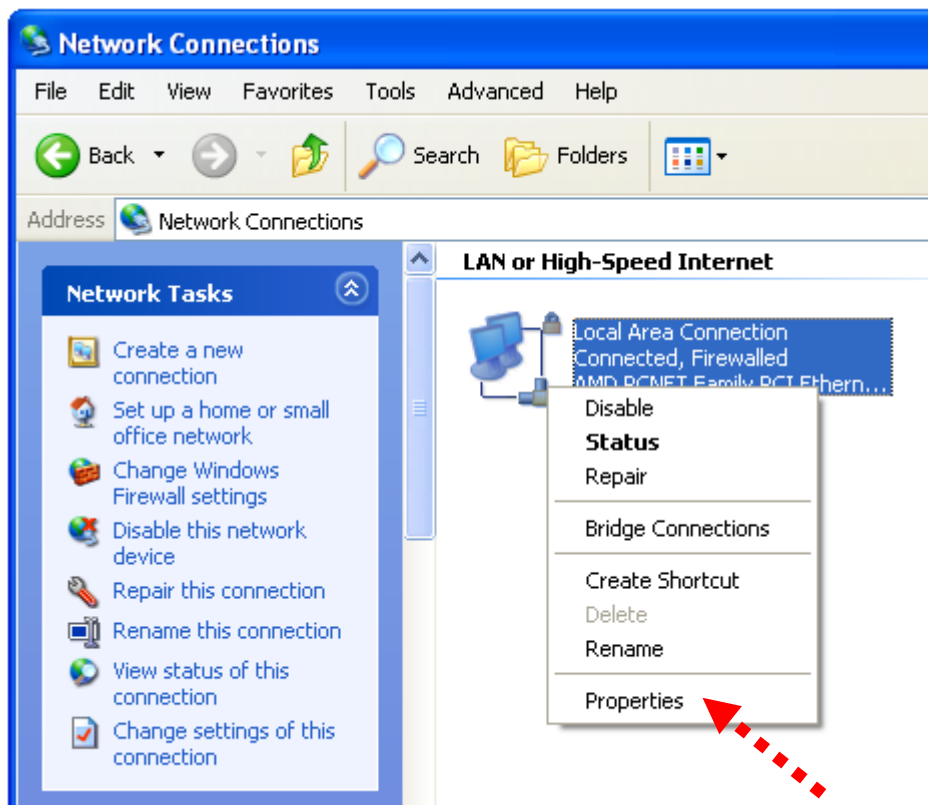 Network Connections
File Edit View Favorites Tools Advanced Help
Back Search Folders
Address Network Connections
Network Tasks
Create a new
connection
Set up a home or small
office network
Change Windows
Firewall settings
Disable this network
device
Repair this connection
Rename this connection
View status of this
connection
Change settings of this
connection
LAN or High-Speed Internet
Local Area Connection
Connected, Firewalled
AMD PCNET Family PCI Ethern...
Disable
Status
Repair
Bridge Connections
Create Shortcut
Delete
Rename
Properties